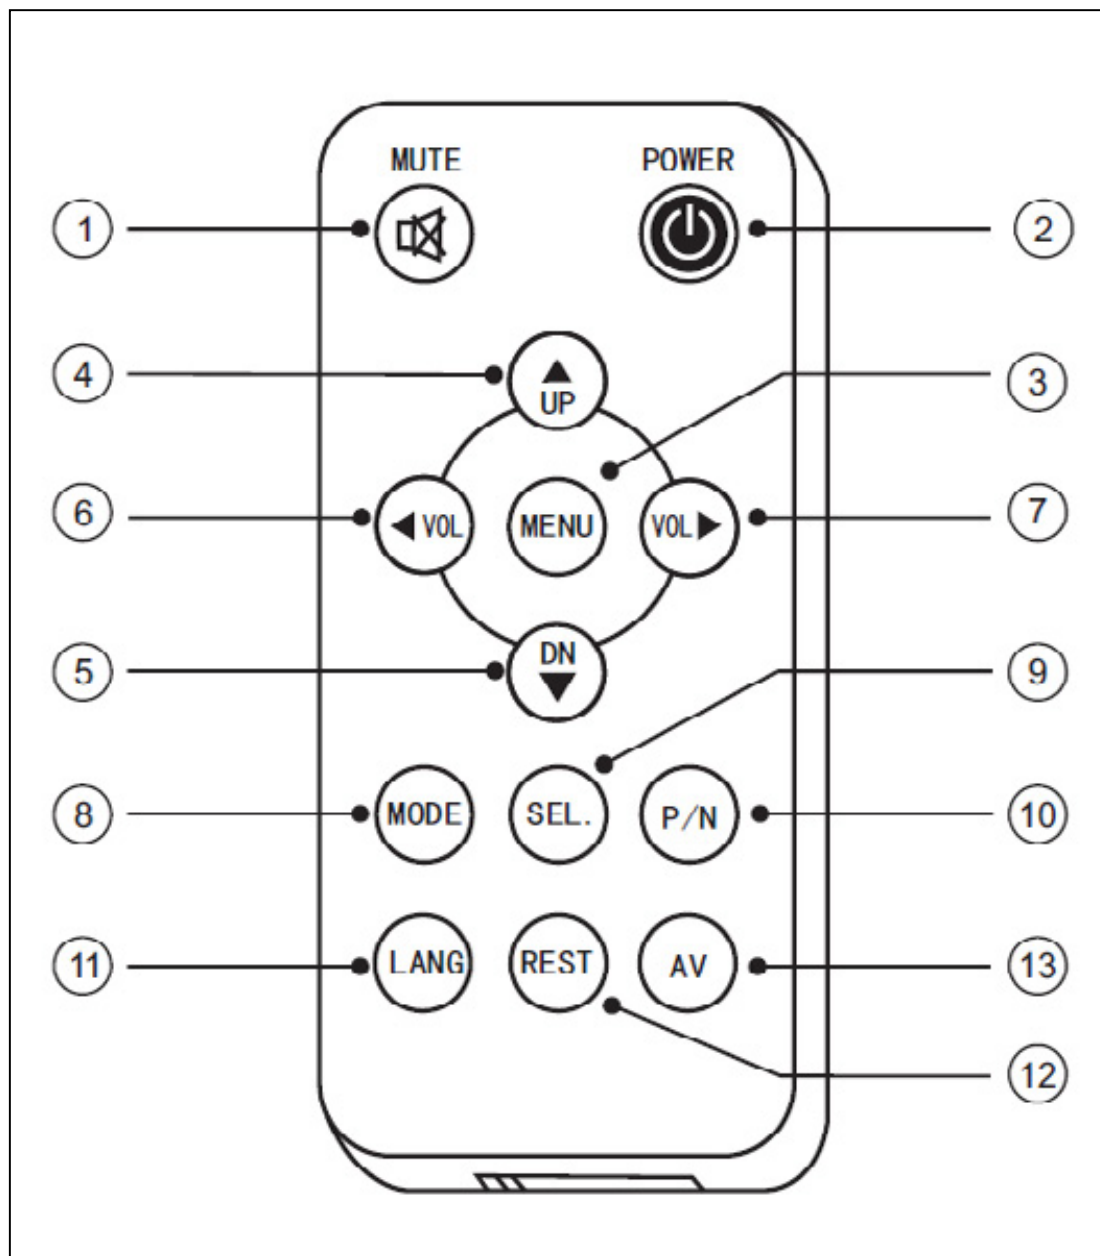 MUTE POWER
1 2
4 UP 3
6 VOL MENU VOL 7
5 DN 9
8 MODE SEL. P/N 10
11 LANG REST AV 13
12